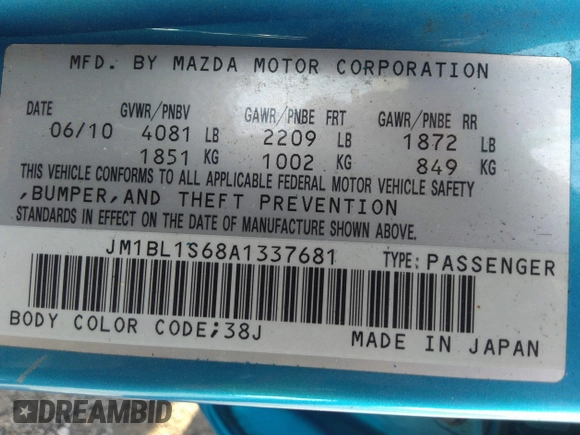 MFD. BY MAZDA MOTOR CORPORATION
DATE GVWR/PNBV GAWR/PNBE FRT GAWR/PNBE RR
06/10 4081 LB 2209 LB 1872 LB
1851 KG 1002 KG 849 KG
THIS VEHICLE CONFORMS TO ALL APPLICABLE FEDERAL MOTOR VEHICLE SAFETY
,BUMPER,AND THEFT PREVENTION
STANDARDS IN EFFECT ON THE DATE OF MANUFACTURE SHOWN ABOVE.
JM1BL1S68A1337681 TYPE: PASSENGER
BODY COLOR CODE;38J MADE IN JAPAN
DREAMBID